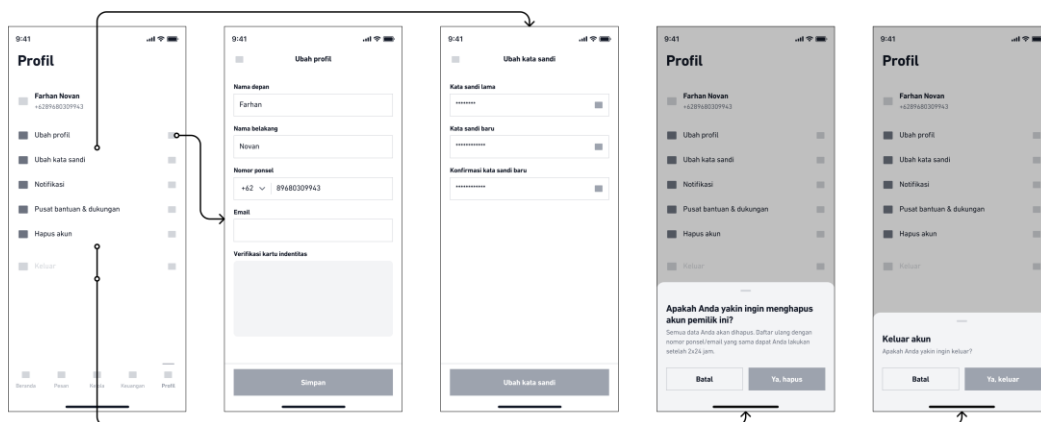 9:41
Profil
Farhan Novan
+6289680309943
Ubah profil
Ubah kata sandi
Notifikasi
Pusat bantuan & dukungan
Hapus akun
Keluar
Beranda
Pesan
Kelola
Keuangan
Profil
9:41
Ubah profil
Nama depan
Farhan
Nama belakang
Novan
Nomor ponsel
+62 89680309943
Email
Verifikasi kartu indentitas
Simpan
9:41
Ubah kata sandi
Kata sandi lama
********
Kata sandi baru
************
Konfirmasi kata sandi baru
************
Ubah kata sandi
9:41
Profil
Farhan Novan
+6289680309943
Ubah profil
Ubah kata sandi
Notifikasi
Pusat bantuan & dukungan
Hapus akun
Keluar
Apakah Anda yakin ingin menghapus
akun pemilik ini?
Semua data Anda akan dihapus. Daftar ulang dengan
nomor ponsel/email yang sama dapat Anda lakukan
setelah 2x24 jam.
Batal
Ya, hapus
9:41
Profil
Farhan Novan
+6289680309943
Ubah profil
Ubah kata sandi
Notifikasi
Pusat bantuan & dukungan
Hapus akun
Keluar
Keluar akun
Apakah Anda yakin ingin keluar?
Batal
Ya, keluar